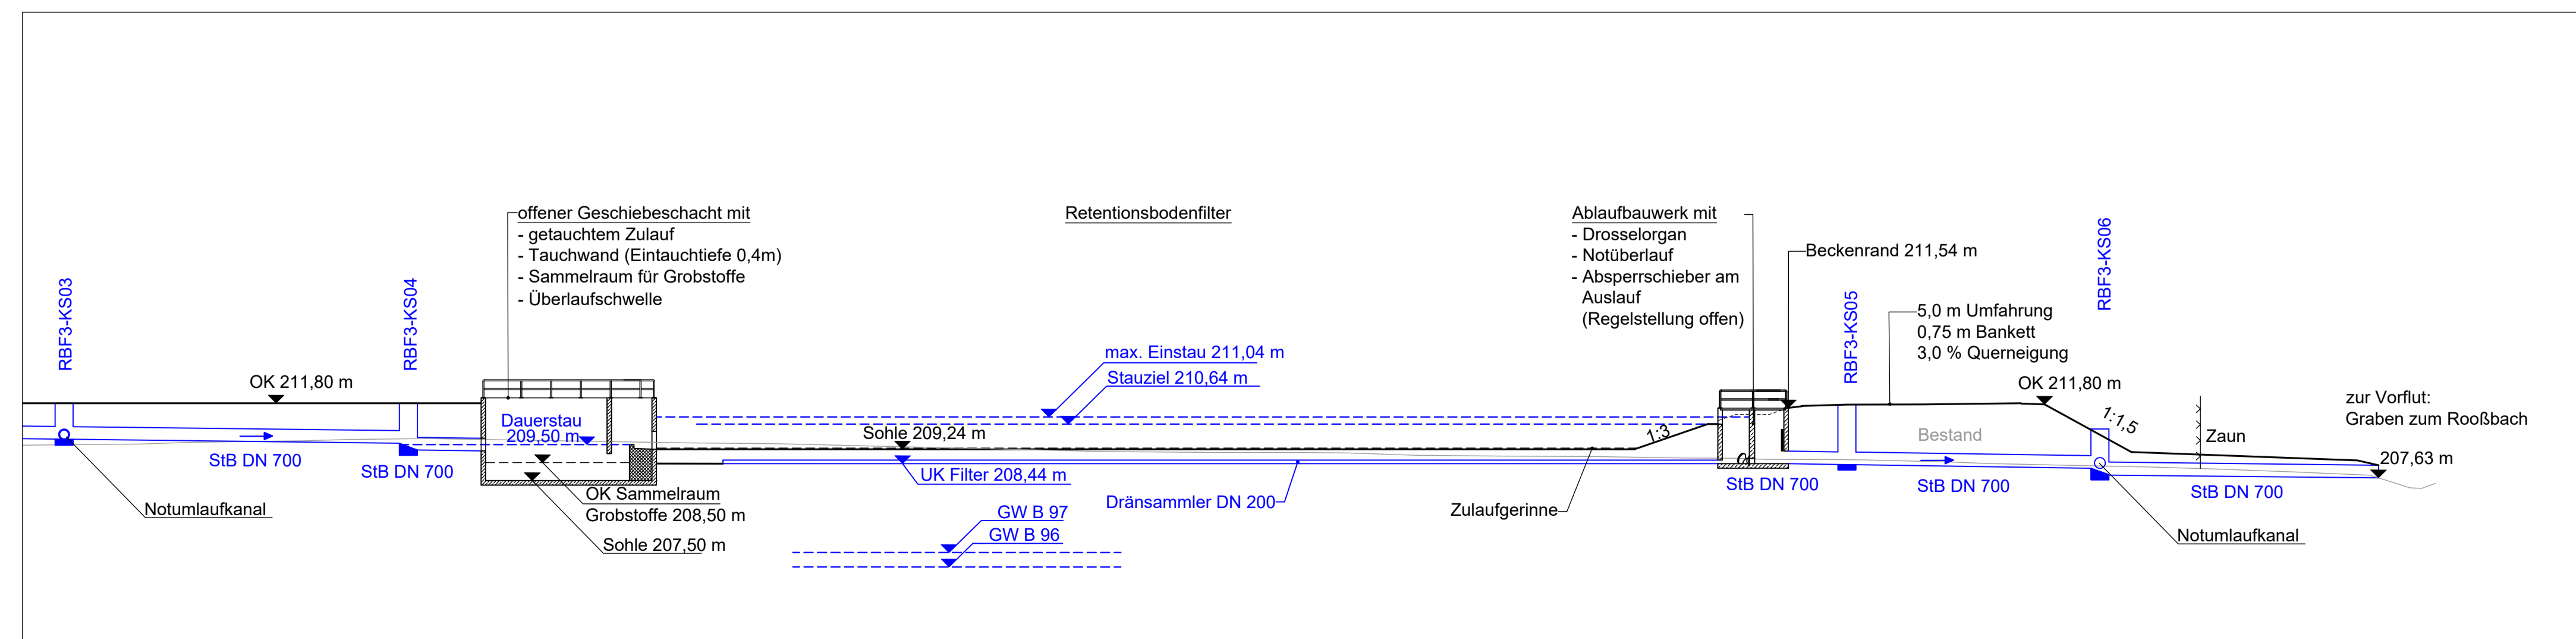 RBF3-KS03
OK 211,80 m
StB DN 700
Notumlaufkanal
RBF3-KS04
StB DN 700
offener Geschiebeschacht mit
- getauchtem Zulauf
- Tauchwand (Eintauchtiefe 0,4m)
- Sammelraum für Grobstoffe
- Überlaufschwelle
Dauerstau
209,50 m
OK Sammelraum
Grobstoffe 208,50 m
Sohle 207,50 m
Retentionsbodenfilter
max. Einstau 211,04 m
Stauziel 210,64 m
Sohle 209,24 m
UK Filter 208,44 m
GW B 97
GW B 96
Dränsammler DN 200
Zulaufgerinne
1:3
Ablaufbauwerk mit
- Drosselorgan
- Notüberlauf
- Absperrschieber am
Auslauf
(Regelstellung offen)
Beckenrand 211,54 m
StB DN 700
RBF3-KS05
5,0 m Umfahrung
0,75 m Bankett
3,0 % Querneigung
OK 211,80 m
Bestand
StB DN 700
RBF3-KS06
1:1,5
Notumlaufkanal
Zaun
StB DN 700
zur Vorflut:
Graben zum Rooßbach
207,63 m